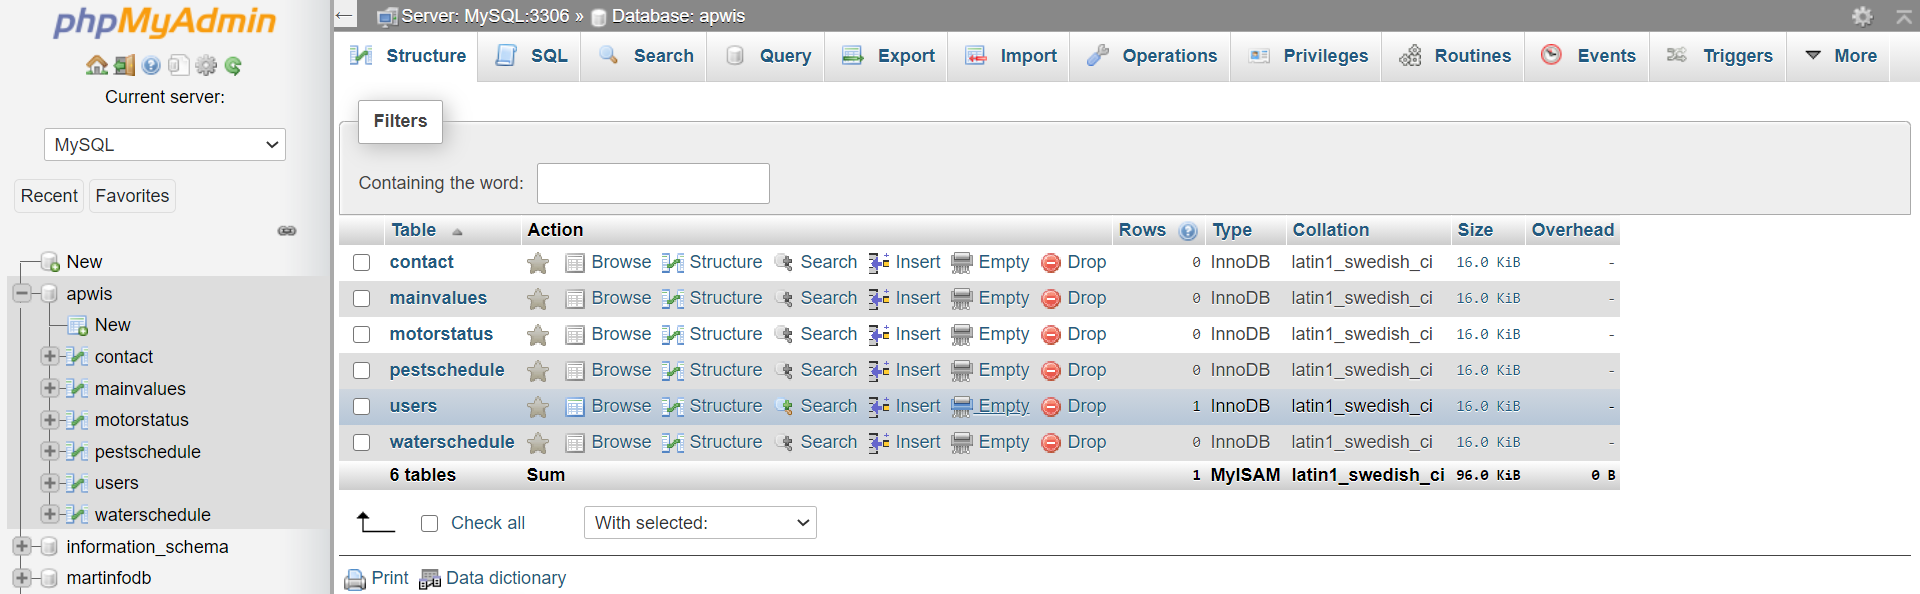 phpMyAdmin
Current server:
MySQL
Recent Favorites
New
apwis
New
contact
mainvalues
motorstatus
pestschedule
users
waterschedule
information_schema
martinfodb
Server: MySQL:3306 » Database: apwis
Structure SQL Search Query Export Import Operations Privileges Routines Events Triggers More
Filters
Containing the word:
Table Action Rows Type Collation Size Overhead
contact Browse Structure Search Insert Empty Drop 0 InnoDB latin1_swedish_ci 16.0 KiB -
mainvalues Browse Structure Search Insert Empty Drop 0 InnoDB latin1_swedish_ci 16.0 KiB -
motorstatus Browse Structure Search Insert Empty Drop 0 InnoDB latin1_swedish_ci 16.0 KiB -
pestschedule Browse Structure Search Insert Empty Drop 0 InnoDB latin1_swedish_ci 16.0 KiB -
users Browse Structure Search Insert Empty Drop 1 InnoDB latin1_swedish_ci 16.0 KiB -
waterschedule Browse Structure Search Insert Empty Drop 0 InnoDB latin1_swedish_ci 16.0 KiB -
6 tables Sum 1 MyISAM latin1_swedish_ci 96.0 KiB 0 B
Check all With selected:
Print Data dictionary